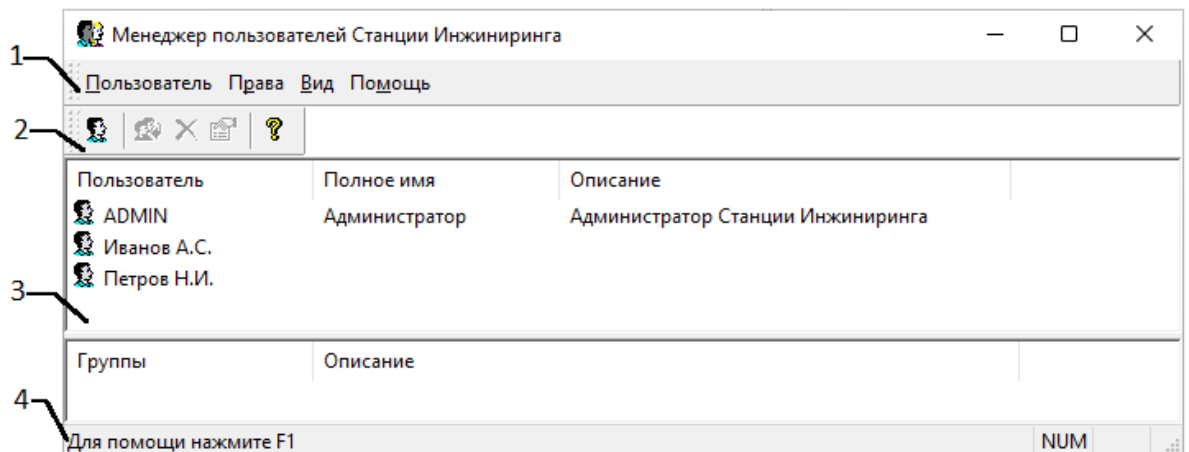 Менеджер пользователей Станции Инжиниринга
1
Пользователь Права Вид Помощь
2
Пользователь Полное имя Описание
ADMIN Администратор Администратор Станции Инжиниринга
Иванов А.С.
Петров Н.И.
3
Группы Описание
4
Для помощи нажмите F1 NUM